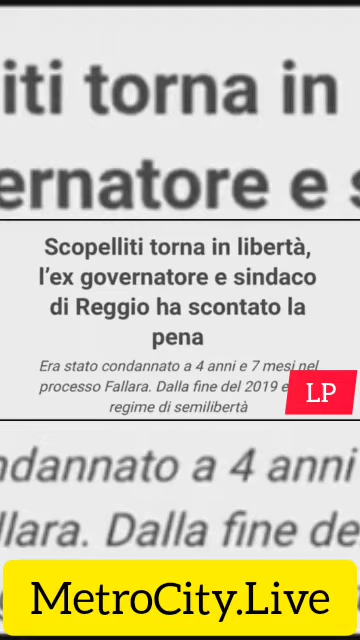 iti torna in
ernatore e s
Scopelliti torna in libertà,
l'ex governatore e sindaco
di Reggio ha scontato la
pena
Era stato condannato a 4 anni e 7 mesi nel
processo Fallara. Dalla fine del 2019 e
LP
regime di semilibertà
ndannato a 4 anni
llara. Dalla fine de
MetroCity.Live